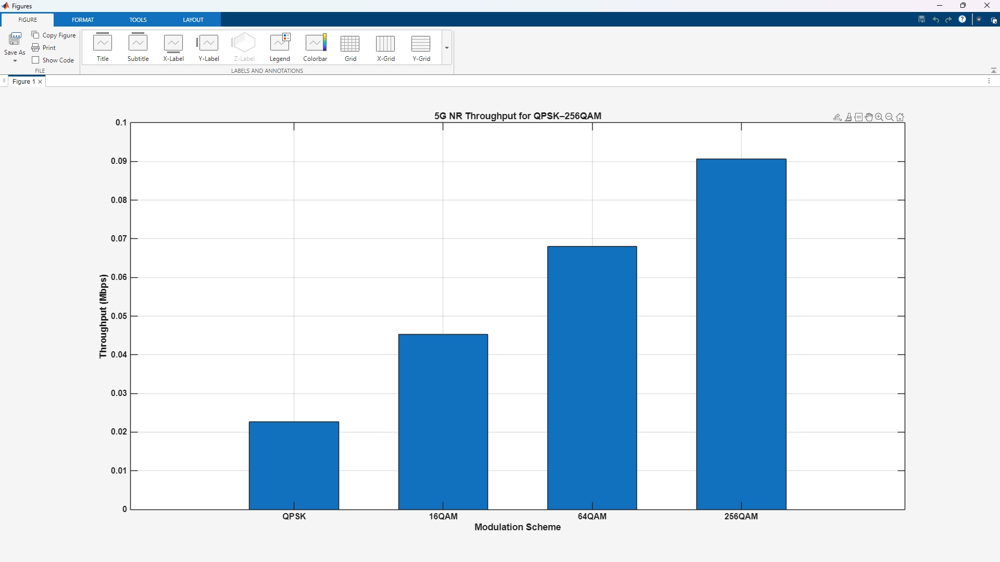 Figures
FIGURE FORMAT TOOLS LAYOUT
Save As
Copy Figure
Print
Show Code
FILE
Title Subtitle X-Label Y-Label Z-Label Legend Colorbar Grid X-Grid Y-Grid
LABELS AND ANNOTATIONS
Figure 1
5G NR Throughput for QPSK–256QAM
Throughput (Mbps)
0.1
0.09
0.08
0.07
0.06
0.05
0.04
0.03
0.02
0.01
0
QPSK 16QAM 64QAM 256QAM
Modulation Scheme